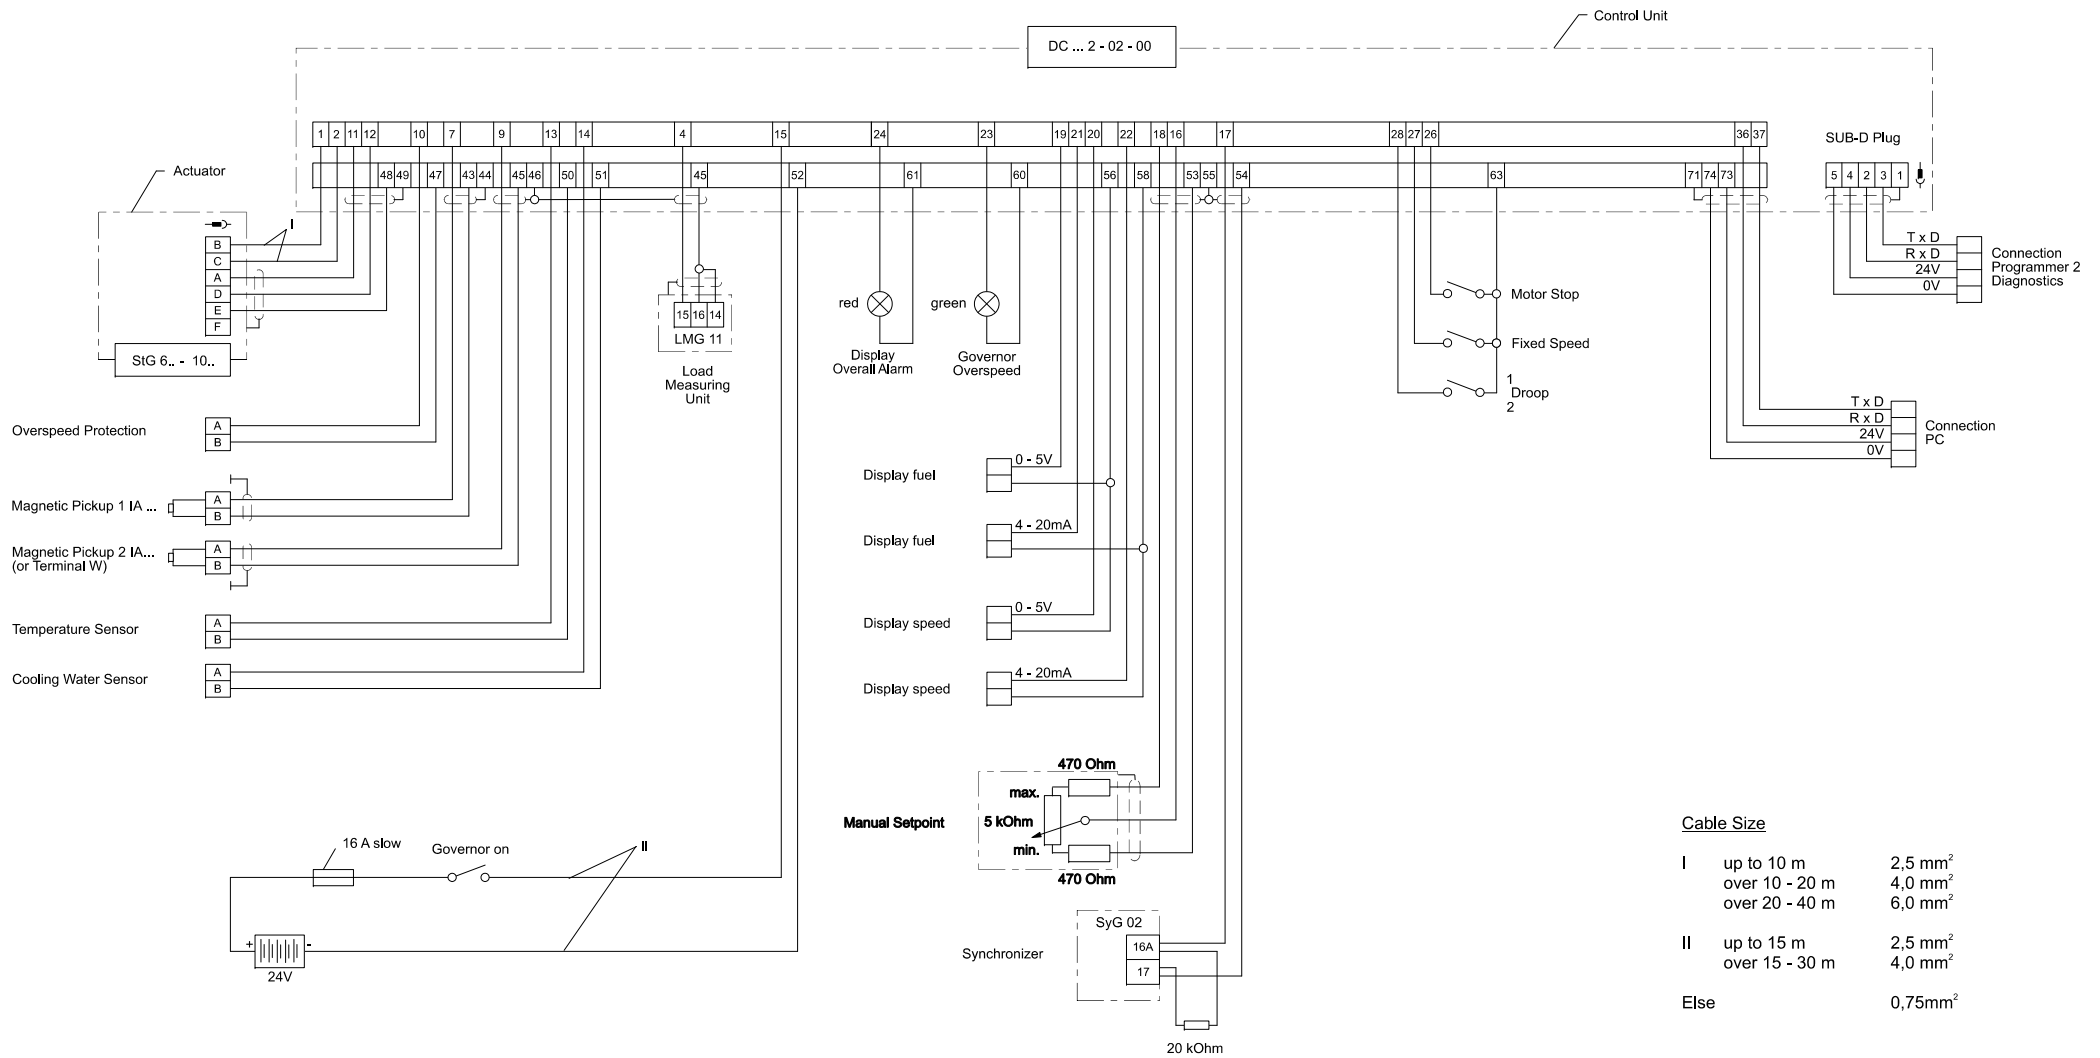 Control Unit
DC ... 2 - 02 - 00
1 2 11 12 10 7 9 13 14 4 15 24 23 19 21 20 22 18 16 17 28 27 26 36 37
SUB-D Plug
48 49 47 43 44 45 46 50 51 45 52 61 60 56 58 53 55 54 63 71 74 73
5 4 2 3 1
Actuator
I
B
C
A
D
E
F
StG 6.. - 10..
T x D
R x D
24V
0V
Connection
Programmer 2
Diagnostics
15 16 14
LMG 11
Load
Measuring
Unit
red
Display
Overall Alarm
green
Governor
Overspeed
Motor Stop
Fixed Speed
1
Droop
2
T x D
R x D
24V
0V
Connection
PC
Overspeed Protection
A
B
Magnetic Pickup 1 IA ...
A
B
Magnetic Pickup 2 IA...
(or Terminal W)
A
B
Temperature Sensor
A
B
Cooling Water Sensor
A
B
Display fuel
0 - 5V
Display fuel
4 - 20mA
Display speed
0 - 5V
Display speed
4 - 20mA
470 Ohm
max.
Manual Setpoint
5 kOhm
min.
470 Ohm
16 A slow
Governor on
II
+
-
24V
SyG 02
Synchronizer
16A
17
20 kOhm
Cable Size
I up to 10 m 2,5 mm²
over 10 - 20 m 4,0 mm²
over 20 - 40 m 6,0 mm²
II up to 15 m 2,5 mm²
over 15 - 30 m 4,0 mm²
Else 0,75mm²